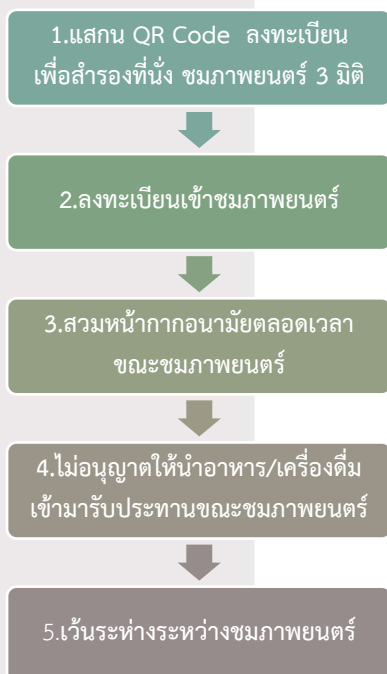 1.แสกน QR Code ลงทะเบียน
เพื่อสำรองที่นั่ง ชมภาพยนตร์ 3 มิติ
2.ลงทะเบียนเข้าชมภาพยนตร์
3.สวมหน้ากากอนามัยตลอดเวลา
ขณะชมภาพยนตร์
4.ไม่อนุญาตให้นำอาหาร/เครื่องดื่ม
เข้ามารับประทานขณะชมภาพยนตร์
5.เว้นระห่างระหว่างชมภาพยนตร์